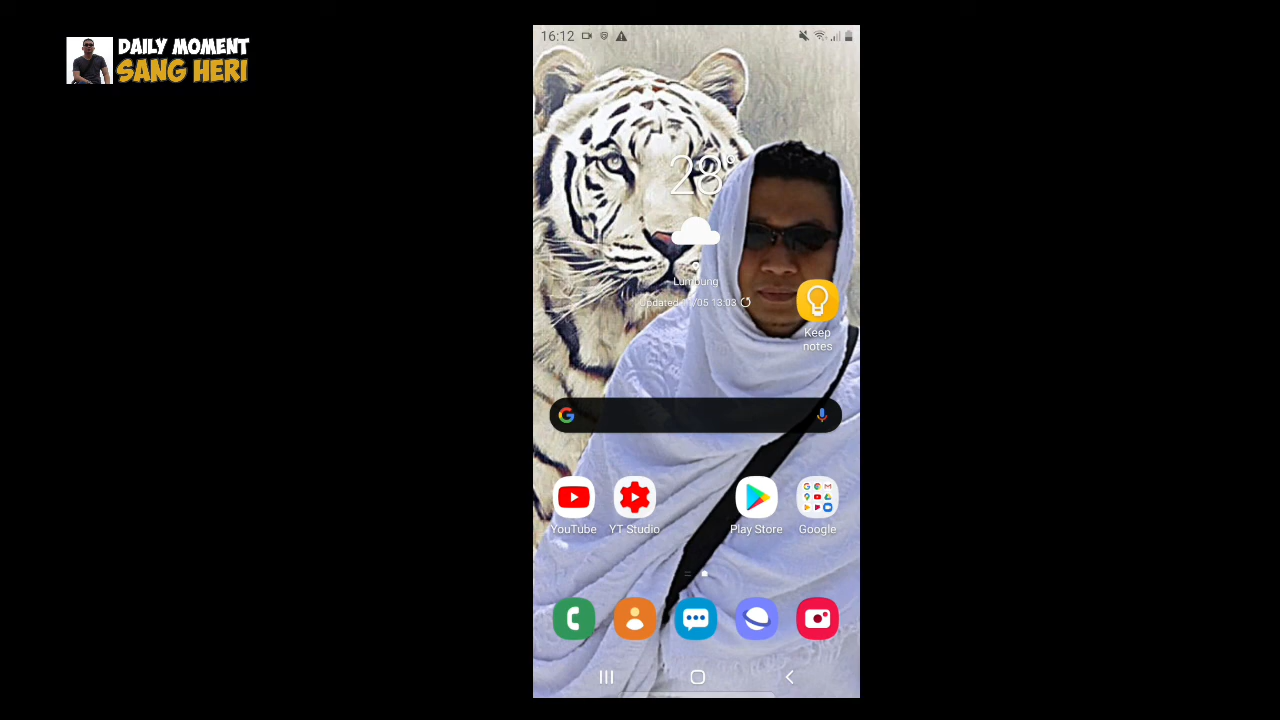 DAILY MOMENT
SANG HERI
16:12
28°
Lumbung
Updated
/05 13:03
Keep
notes
YouTube
YT Studio
Play Store
Google